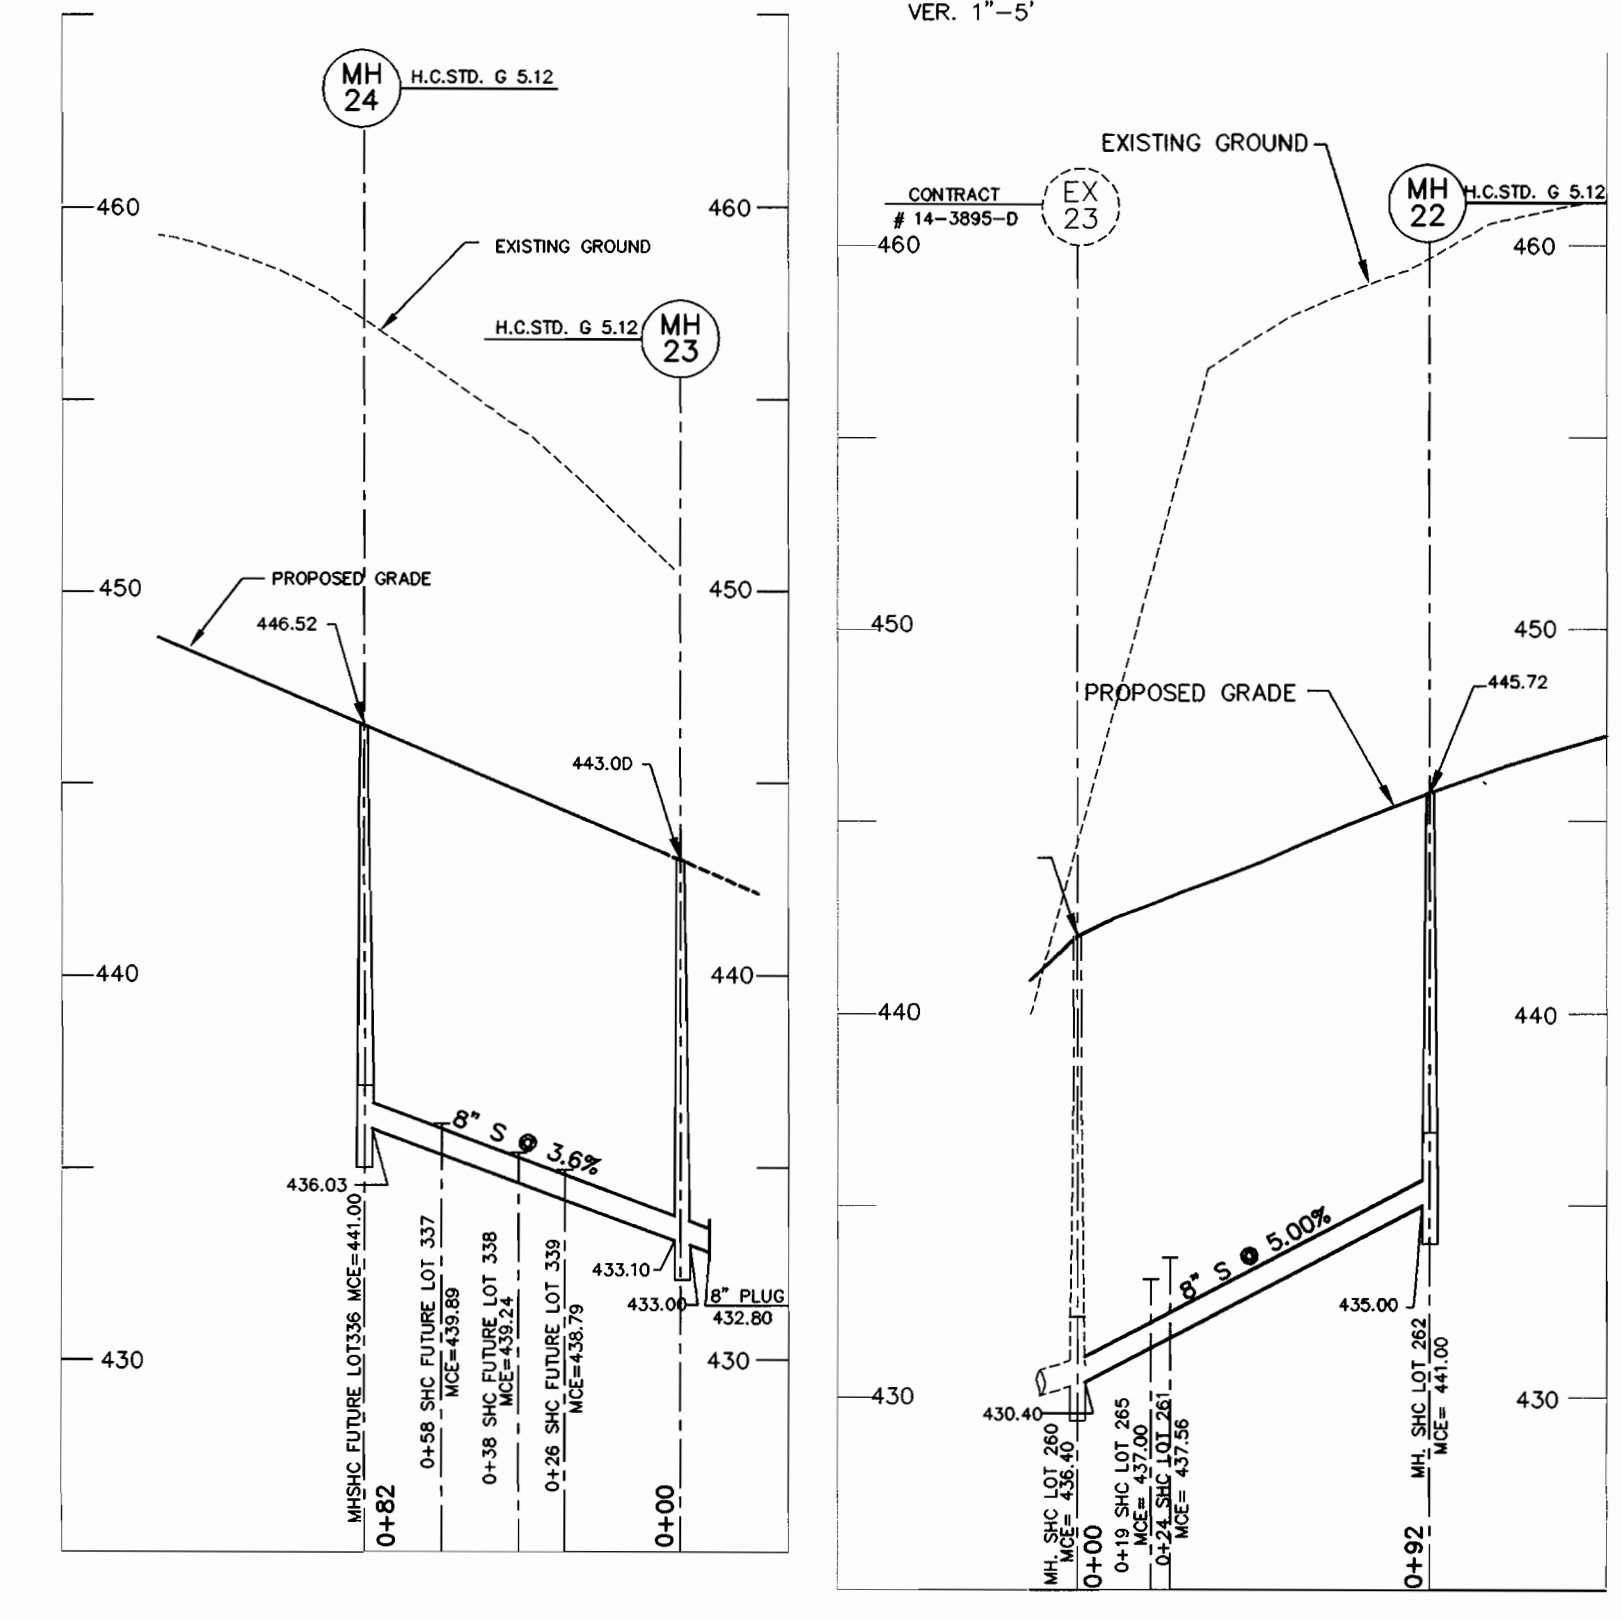 VER. 1"-5'
MH
24
H.C.STD. G 5.12
460
460
EXISTING GROUND
H.C.STD. G 5.12
MH
23
PROPOSED GRADE
450
450
446.52
443.0D
440
440
8" S @ 3.6%
436.03
433.10
433.00
8" PLUG
432.80
430
430
MHSHC FUTURE LOT336 MCE=441.00
0+82
0+58 SHC FUTURE LOT 337
MCE=439.89
0+38 SHC FUTURE LOT 338
MCE=439.24
0+26 SHC FUTURE LOT 339
MCE=438.79
0+00
EXISTING GROUND
CONTRACT
# 14-3895-D
EX
23
MH
22
H.C.STD. G 5.12
460
460
450
450
PROPOSED GRADE
445.72
440
440
8" S @ 5.00%
435.00
430
430
430.40
MH. SHC LOT 260
MCE= 436.40
0+00
0+19 SHC LOT 265
MCE= 437.00
0+24 SHC LOT 261
MCE= 437.56
MH. SHC LOT 262
MCE= 441.00
0+92